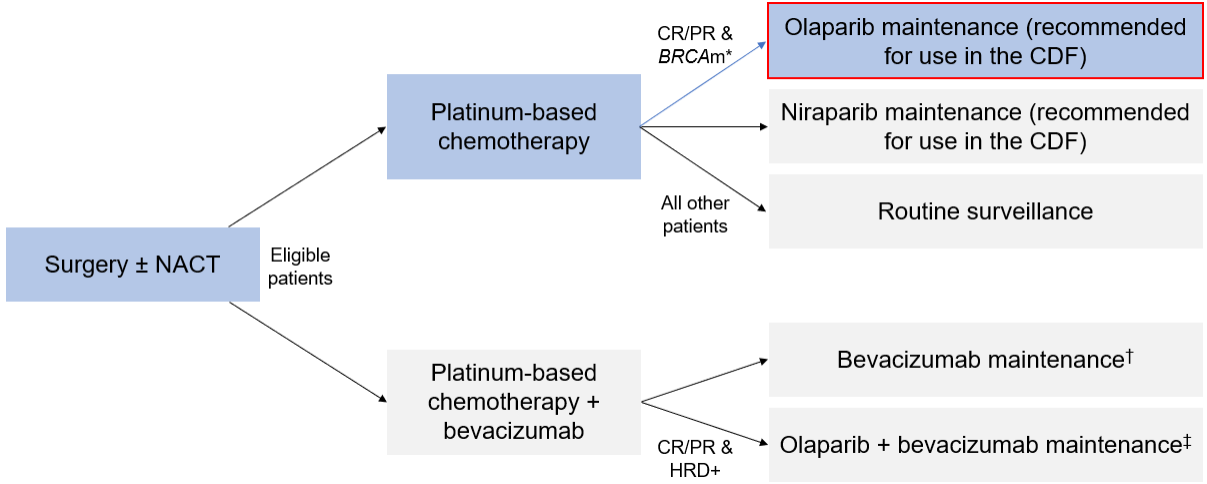 CR/PR &
BRCAm*
Olaparib maintenance (recommended
for use in the CDF)
Platinum-based
chemotherapy
Niraparib maintenance (recommended
for use in the CDF)
All other
patients
Routine surveillance
Surgery ± NACT
Eligible
patients
Platinum-based
chemotherapy +
bevacizumab
Bevacizumab maintenance†
CR/PR &
HRD+
Olaparib + bevacizumab maintenance‡